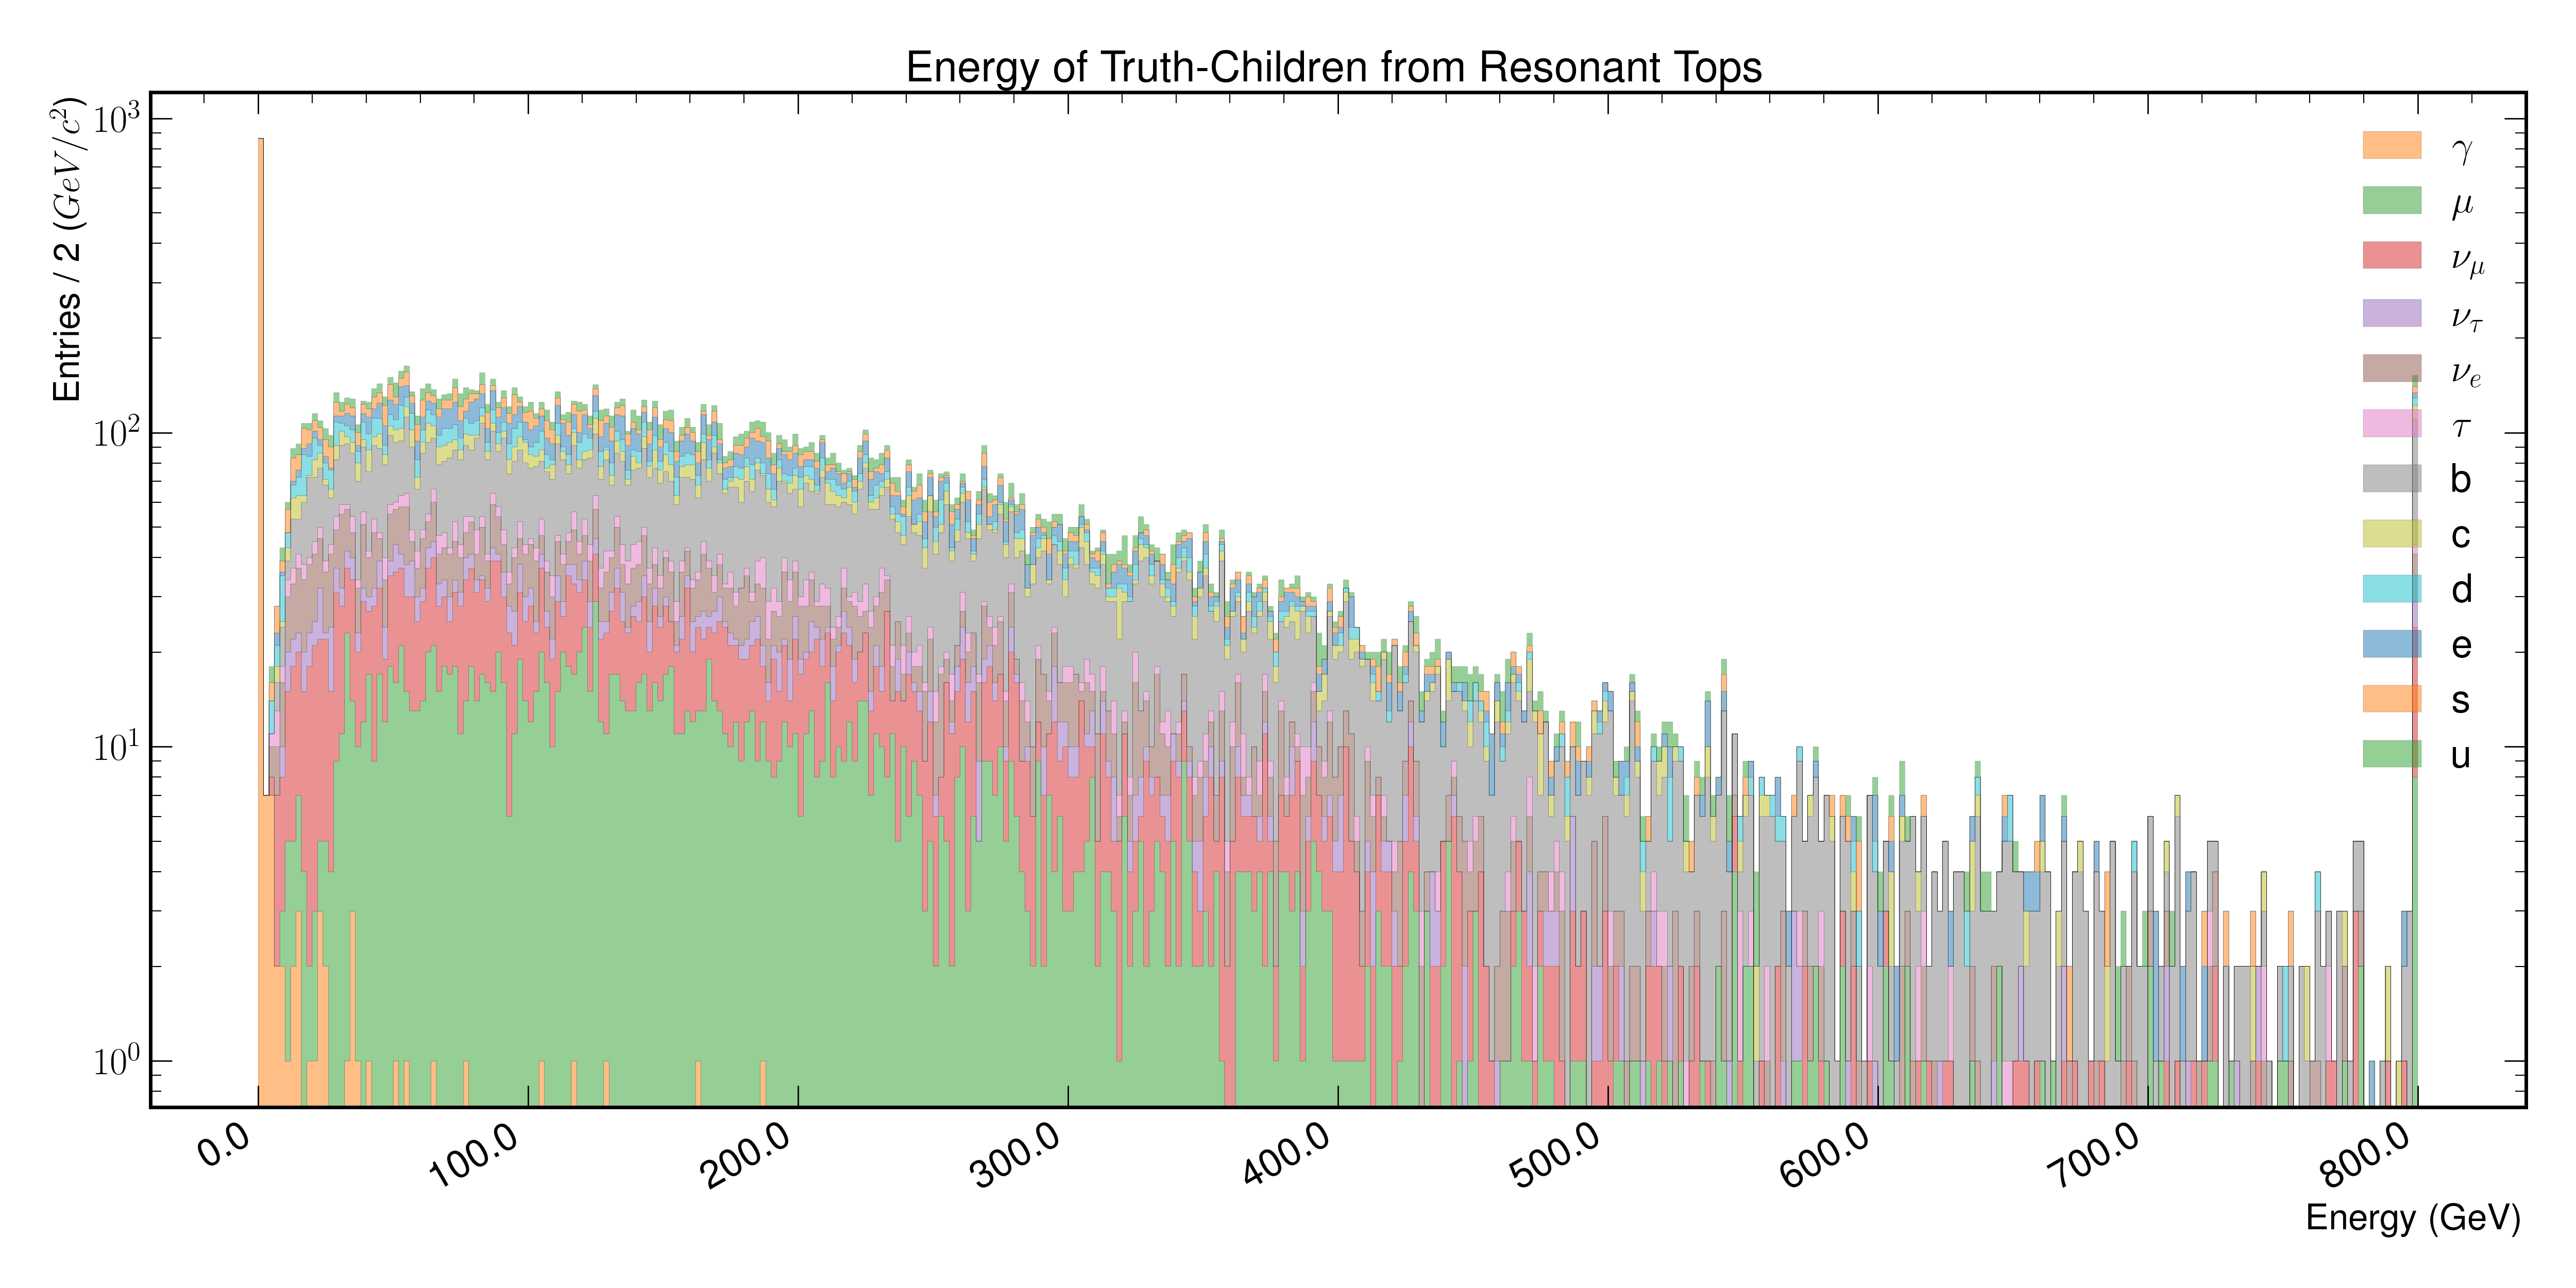 Energy of Truth-Children from Resonant Tops
Entries / 2 (GeV/c²)
10³
10²
10¹
10⁰
γ
μ
ν_μ
ν_τ
ν_e
τ
b
c
d
e
s
u
0.0 100.0 200.0 300.0 400.0 500.0 600.0 700.0 800.0
Energy (GeV)